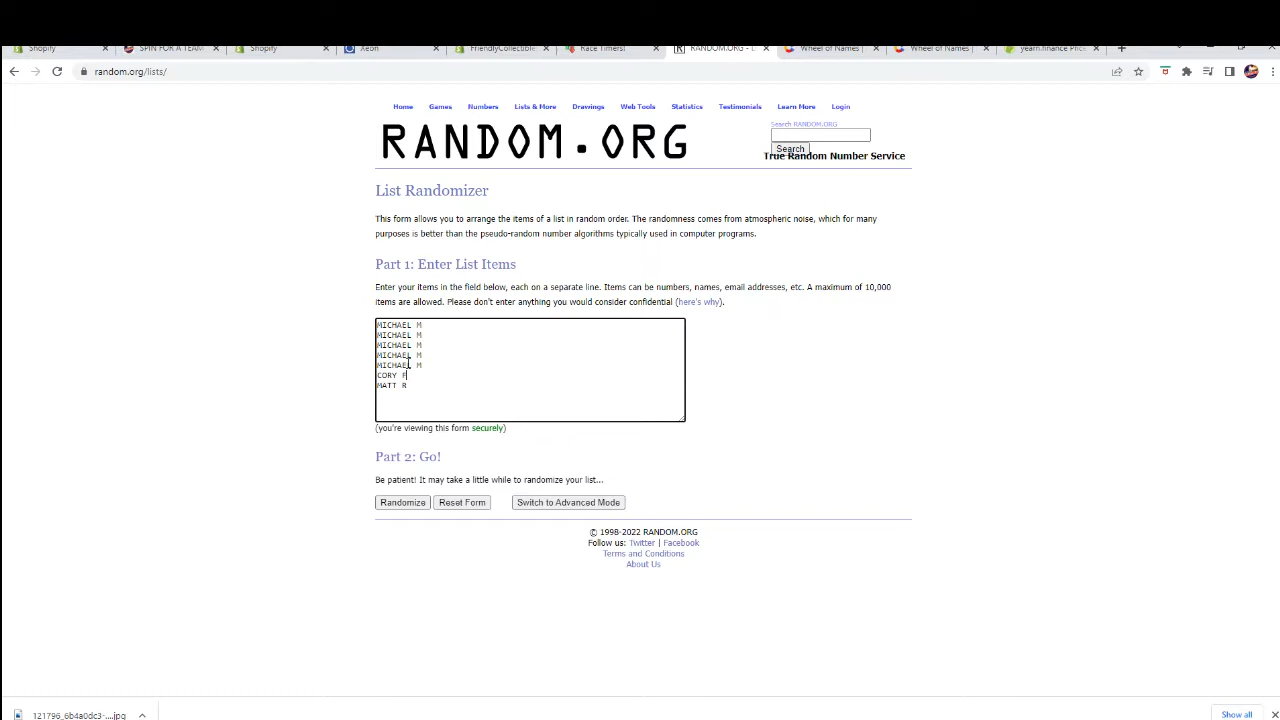 Shopify
SPIN FOR A TEAM
Shopify
Xeon
FriendlyCollectible
Race Timers!
RANDOM.ORG - L
Wheel of Names |
Wheel of Names |
yearn.finance Price
random.org/lists/
Home Games Numbers Lists & More Drawings Web Tools Statistics Testimonials Learn More Login
Search RANDOM.ORG
RANDOM.ORG
Search
True Random Number Service
List Randomizer
This form allows you to arrange the items of a list in random order. The randomness comes from atmospheric noise, which for many
purposes is better than the pseudo-random number algorithms typically used in computer programs.
Part 1: Enter List Items
Enter your items in the field below, each on a separate line. Items can be numbers, names, email addresses, etc. A maximum of 10,000
items are allowed. Please don't enter anything you would consider confidential (here's why).
MICHAEL M
MICHAEL M
MICHAEL M
MICHAEL M
MICHAEL M
CORY F
MATT R
(you're viewing this form securely)
Part 2: Go!
Be patient! It may take a little while to randomize your list...
Randomize Reset Form Switch to Advanced Mode
© 1998-2022 RANDOM.ORG
Follow us: Twitter | Facebook
Terms and Conditions
About Us
121796_6b4a0dc3-....jpg
Show all